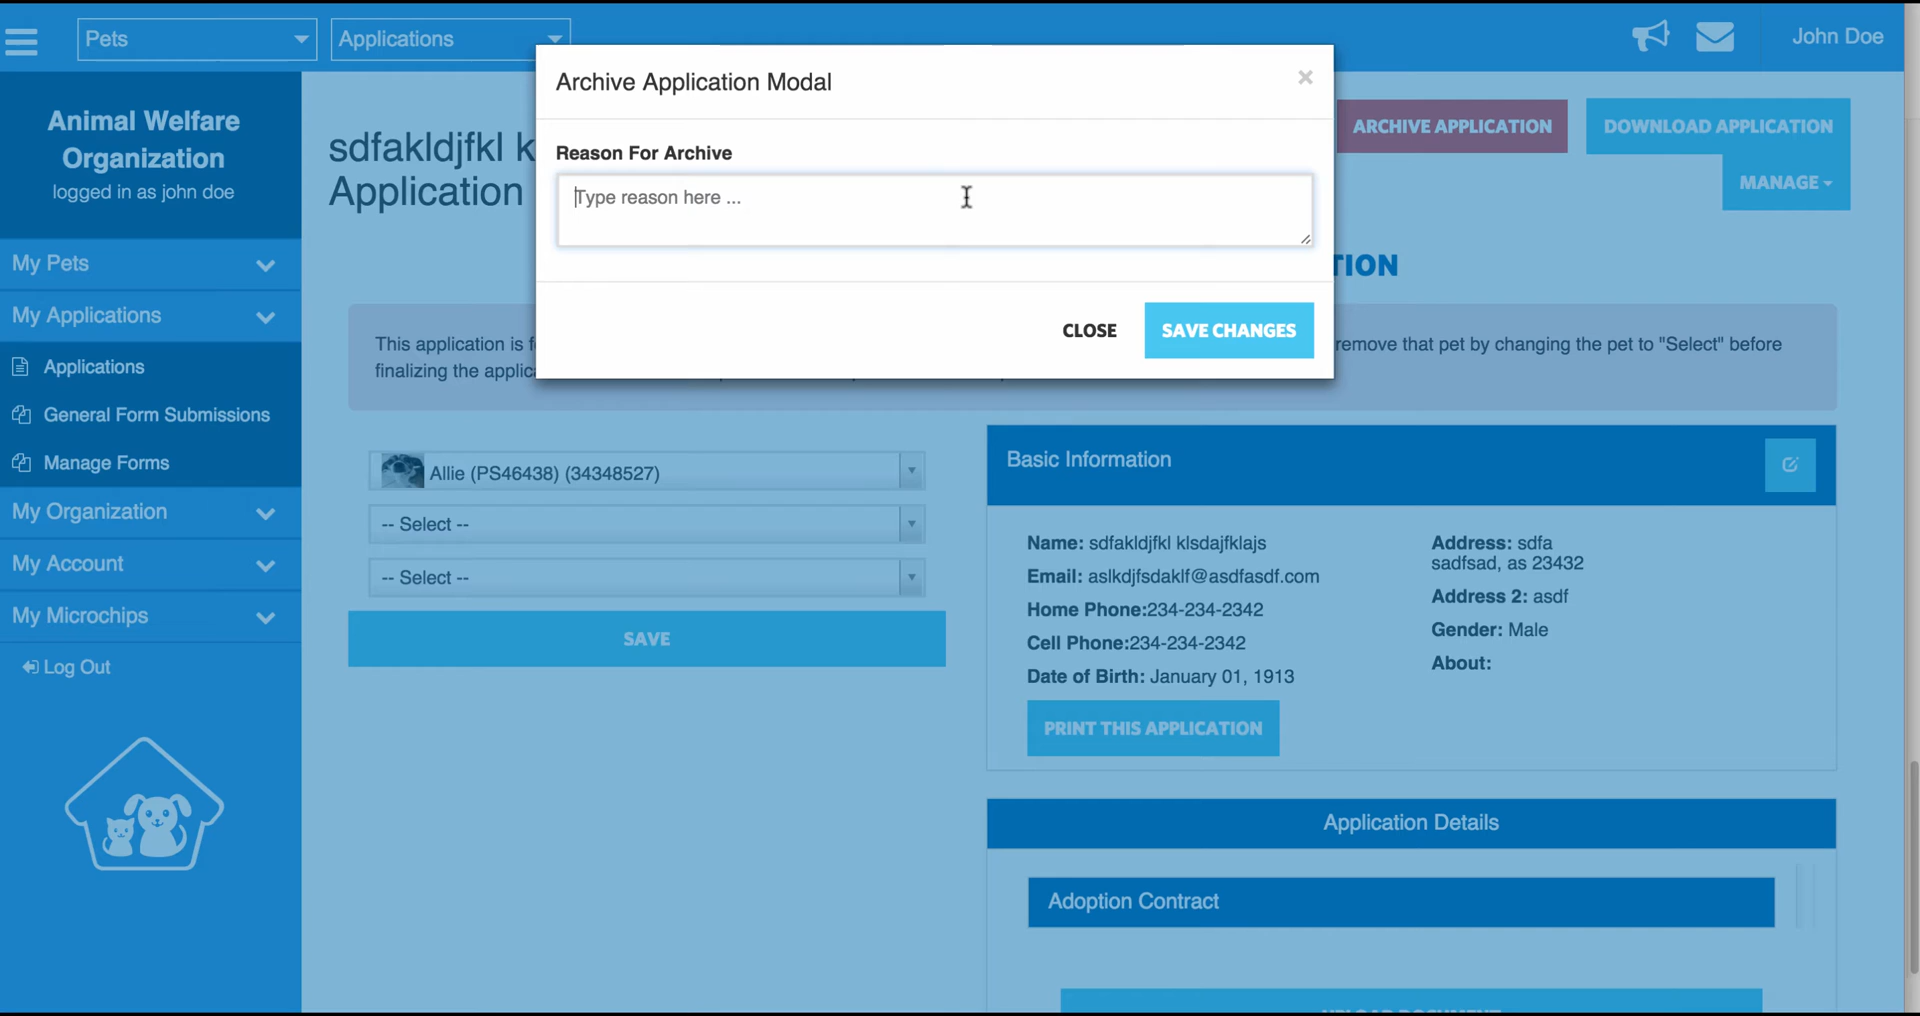 Pets
Applications
John Doe
Animal Welfare
Organization
logged in as john doe
My Pets
My Applications
Applications
General Form Submissions
Manage Forms
My Organization
My Account
My Microchips
Log Out
sdfakldjfkl k
Application
ARCHIVE APPLICATION
DOWNLOAD APPLICATION
MANAGE
Archive Application Modal
×
Reason For Archive
Type reason here ...
CLOSE
SAVE CHANGES
TION
This application is f
remove that pet by changing the pet to "Select" before
finalizing the applic
Allie (PS46438) (34348527)
-- Select --
-- Select --
SAVE
Basic Information
Name: sdfakldjfkl klsdajfklajs
Email: aslkdjfsdaklf@asdfasdf.com
Home Phone:234-234-2342
Cell Phone:234-234-2342
Date of Birth: January 01, 1913
Address: sdfa
sadfsad, as 23432
Address 2: asdf
Gender: Male
About:
PRINT THIS APPLICATION
Application Details
Adoption Contract